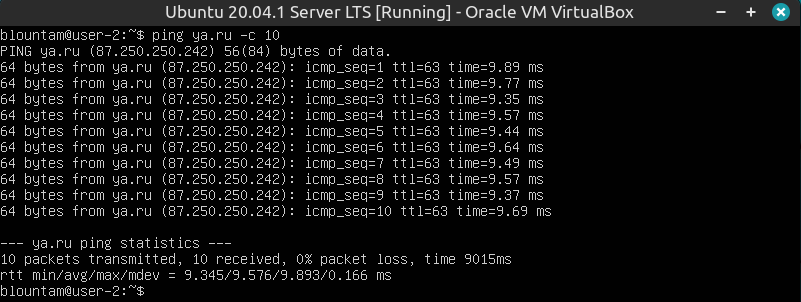 Ubuntu 20.04.1 Server LTS [Running] - Oracle VM VirtualBox
blountam@user-2:~$ ping ya.ru -c 10
PING ya.ru (87.250.250.242) 56(84) bytes of data.
64 bytes from ya.ru (87.250.250.242): icmp_seq=1 ttl=63 time=9.89 ms
64 bytes from ya.ru (87.250.250.242): icmp_seq=2 ttl=63 time=9.77 ms
64 bytes from ya.ru (87.250.250.242): icmp_seq=3 ttl=63 time=9.35 ms
64 bytes from ya.ru (87.250.250.242): icmp_seq=4 ttl=63 time=9.57 ms
64 bytes from ya.ru (87.250.250.242): icmp_seq=5 ttl=63 time=9.44 ms
64 bytes from ya.ru (87.250.250.242): icmp_seq=6 ttl=63 time=9.64 ms
64 bytes from ya.ru (87.250.250.242): icmp_seq=7 ttl=63 time=9.49 ms
64 bytes from ya.ru (87.250.250.242): icmp_seq=8 ttl=63 time=9.57 ms
64 bytes from ya.ru (87.250.250.242): icmp_seq=9 ttl=63 time=9.37 ms
64 bytes from ya.ru (87.250.250.242): icmp_seq=10 ttl=63 time=9.69 ms
--- ya.ru ping statistics ---
10 packets transmitted, 10 received, 0% packet loss, time 9015ms
rtt min/avg/max/mdev = 9.345/9.576/9.893/0.166 ms
blountam@user-2:~$